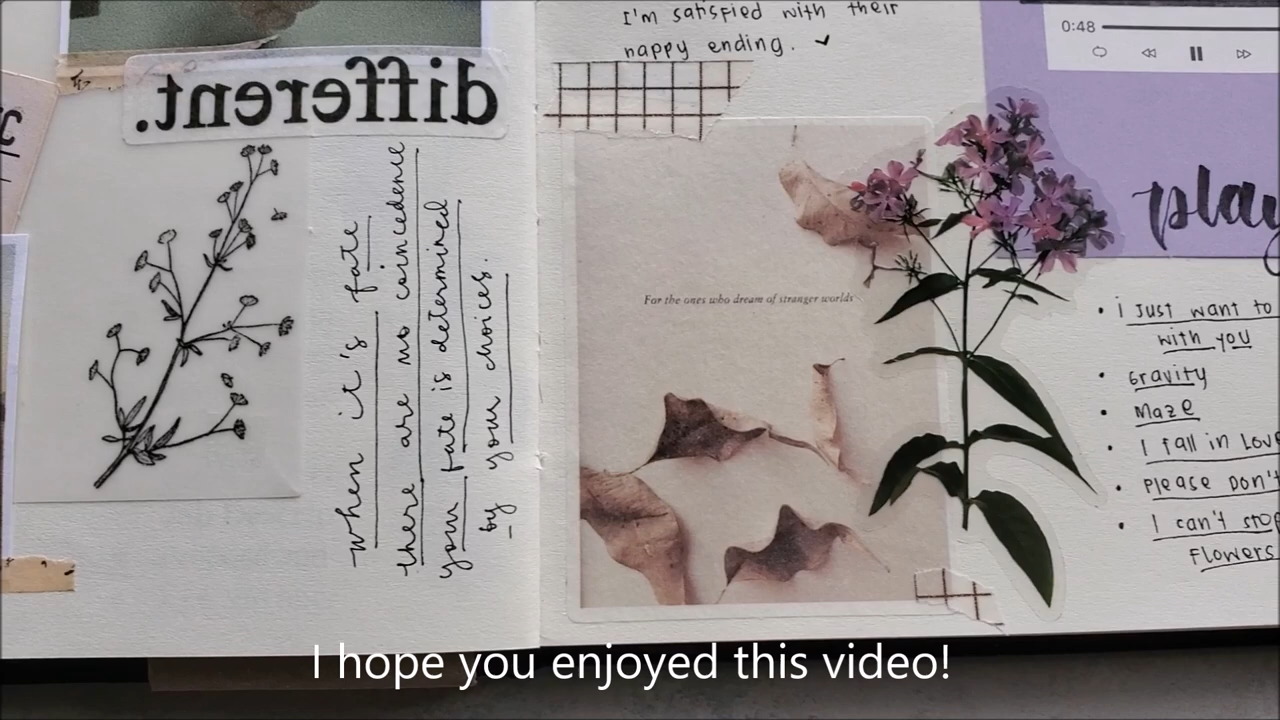 different.
when it's fate
there are no coincedence
your fate is determined
by your choices.
I'm satisfied with their
happy ending.
For the ones who dream of stranger worlds
0:48
play
• i Just want to
with you
• Gravity
• Maze
• I fall in Love
• Please Don't
• I can't stop
Flowers
I hope you enjoyed this video!